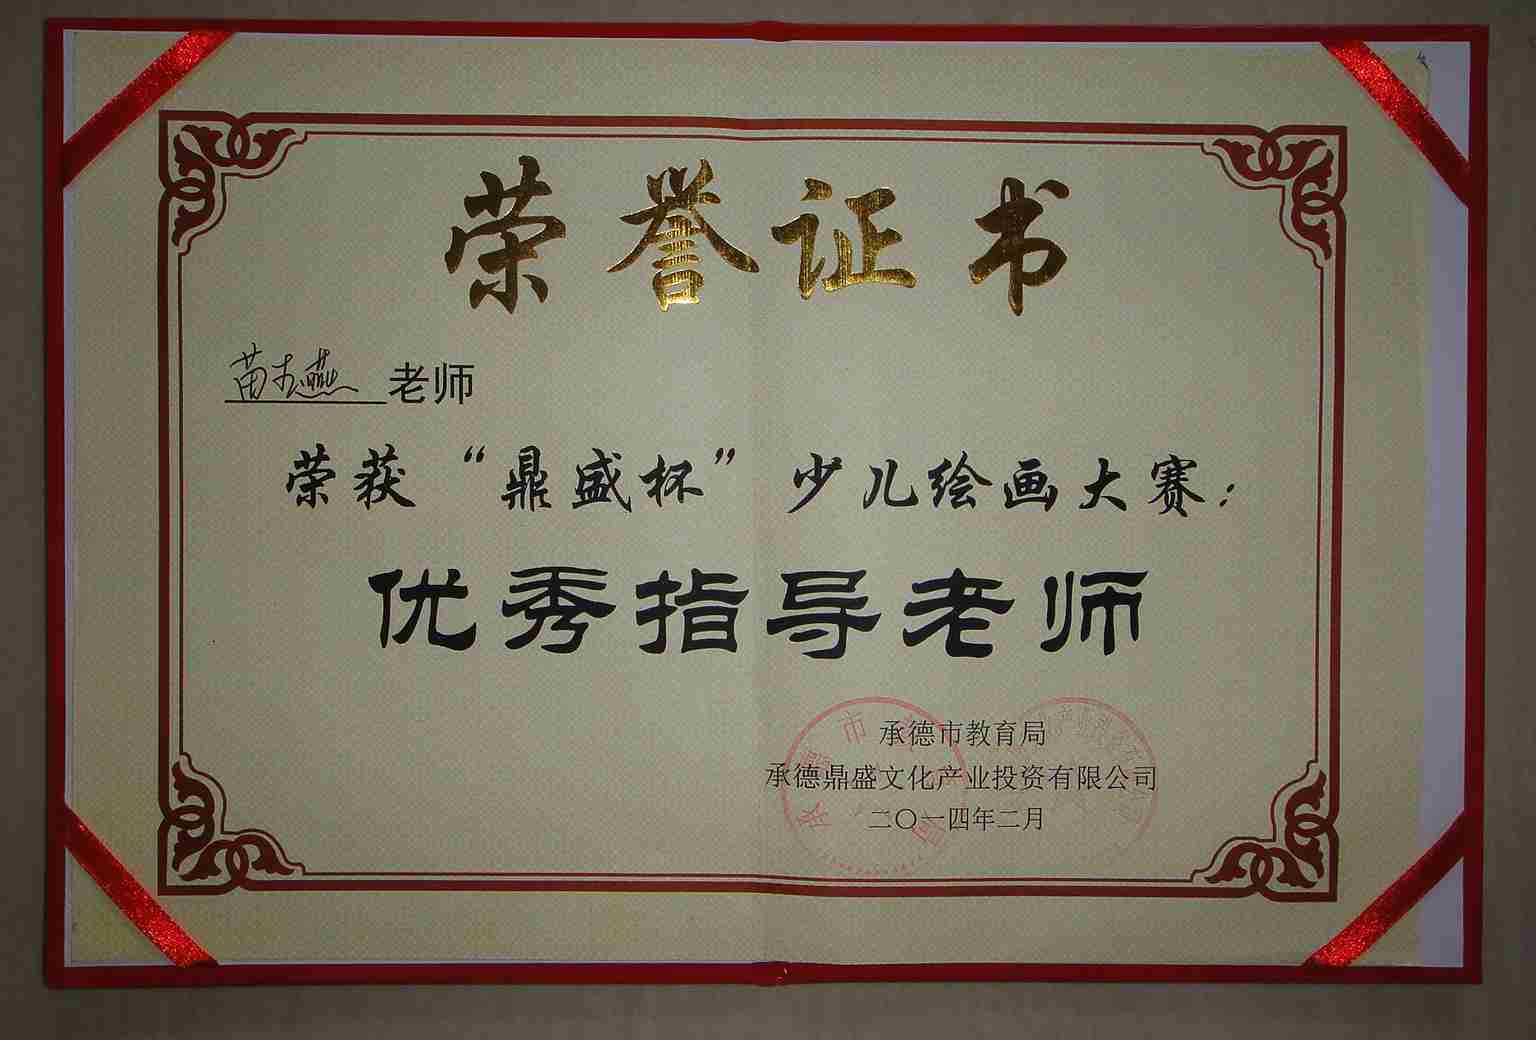 荣誉证书
苗志燕老师
荣获“鼎盛杯”少儿绘画大赛：
优秀指导老师
承德市教育局
承德鼎盛文化产业投资有限公司
二〇一四年二月